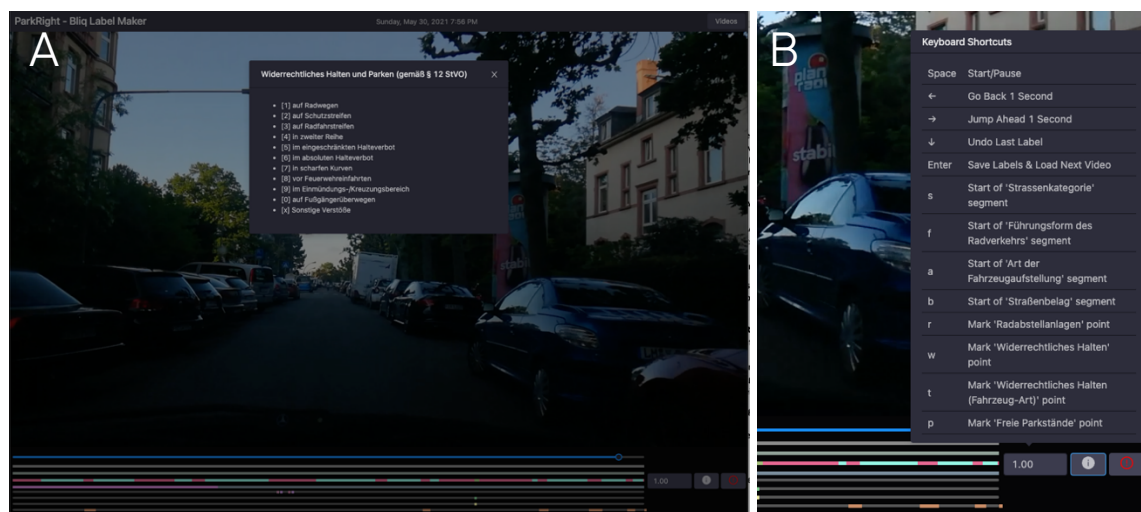 ParkRight - Bliq Label Maker
Sunday, May 30, 2021 7:56 PM
Videos
A
Widerrechtliches Halten und Parken (gemäß § 12 StVO)
[1] auf Radwegen
[2] auf Schutzstreifen
[3] auf Radfahrstreifen
[4] in zweiter Reihe
[5] im eingeschränkten Halteverbot
[6] im absoluten Halteverbot
[7] in scharfen Kurven
[8] vor Feuerwehreinfahrten
[9] im Einmündungs-/Kreuzungsbereich
[0] auf Fußgängerüberwegen
[x] Sonstige Verstöße
stabil
1.00
B
plan
radio
stabil
Keyboard Shortcuts
Space Start/Pause
← Go Back 1 Second
→ Jump Ahead 1 Second
↓ Undo Last Label
Enter Save Labels & Load Next Video
s Start of 'Strassenkategorie'
segment
f Start of 'Führungsform des
Radverkehrs' segment
a Start of 'Art der
Fahrzeugaufstellung' segment
b Start of 'Straßenbelag' segment
r Mark 'Radabstellanlagen' point
w Mark 'Widerrechtliches Halten'
point
t Mark 'Widerrechtliches Halten
(Fahrzeug-Art)' point
p Mark 'Freie Parkstände' point
1.00